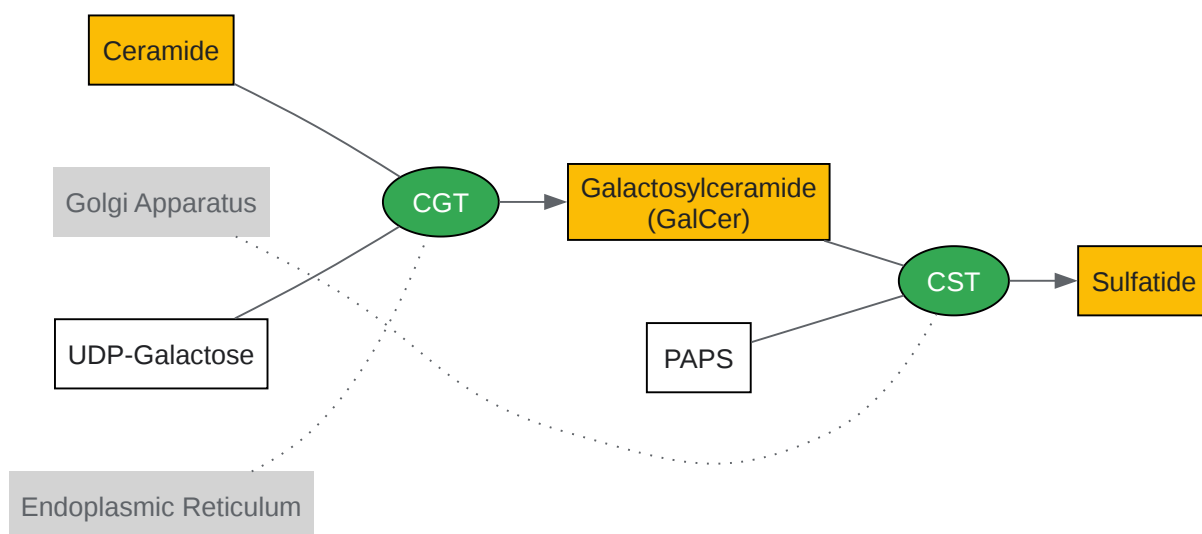 Ceramide
Golgi Apparatus
CGT
Galactosylceramide
(GalCer)
CST
Sulfatide
UDP-Galactose
PAPS
Endoplasmic Reticulum